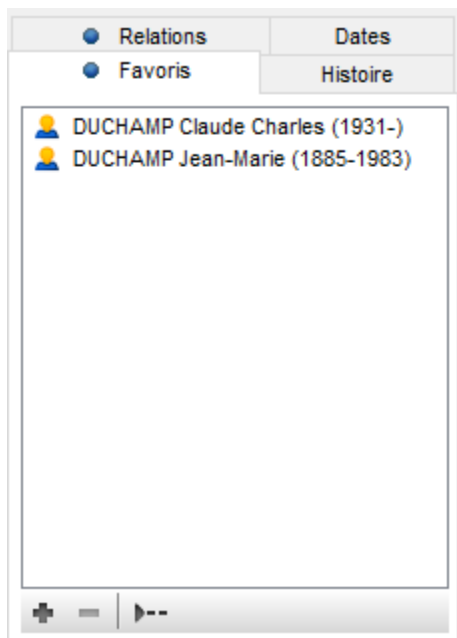 Relations
Dates
Favoris
Histoire
DUCHAMP Claude Charles (1931-)
DUCHAMP Jean-Marie (1885-1983)